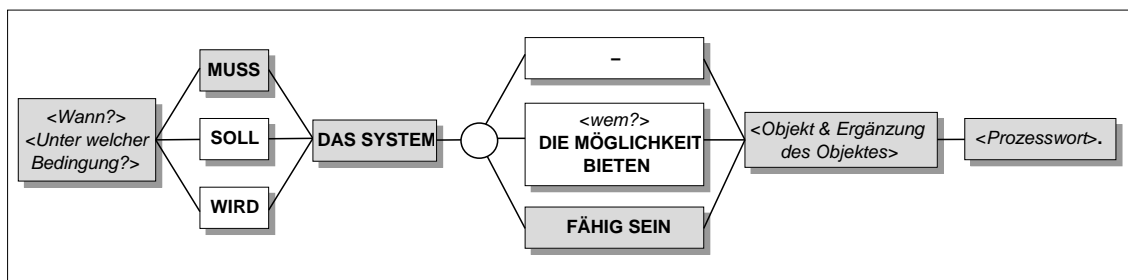 <Wann?>
<Unter welcher
Bedingung?>
MUSS
SOLL
WIRD
DAS SYSTEM
–
<wem?>
DIE MÖGLICHKEIT
BIETEN
FÄHIG SEIN
<Objekt & Ergänzung
des Objektes>
<Prozesswort>.